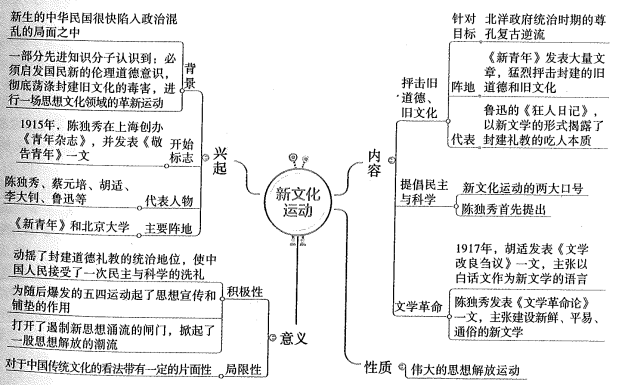 新生的中华民国很快陷入政治混
乱的局面之中
一部分先进知识分子认识到：必
须启发国民新的伦理道德意识，
彻底荡涤封建旧文化的毒害，进
行一场思想文化领域的革新运动
背
景
1915年，陈独秀在上海创办
《青年杂志》，并发表《敬
告青年》一文
开始
标志
兴
起
陈独秀、蔡元培、胡适、
李大钊、鲁迅等
代表人物
《新青年》和北京大学
主要阵地
新文化
运动
动摇了封建道德礼教的统治地位，使中
国人民接受了一次民主与科学的洗礼
为随后爆发的五四运动起了思想宣传和
铺垫的作用
积极性
打开了遏制新思想涌流的闸门，掀起了
一股思想解放的潮流
意义
对于中国传统文化的看法带有一定的片面性
局限性
内
容
抨击旧
道德、
旧文化
针对
目标
北洋政府统治时期的尊
孔复古逆流
阵地
《新青年》发表大量文
章，猛烈抨击封建的旧
道德和旧文化
代表
鲁迅的《狂人日记》，
以新文学的形式揭露了
封建礼教的吃人本质
提倡民主
与科学
新文化运动的两大口号
陈独秀首先提出
文学革命
1917年，胡适发表《文学
改良刍议》一文，主张以
白话文作为新文学的语言
陈独秀发表《文学革命论》
一文，主张建设新鲜、平易、
通俗的新文学
性质
伟大的思想解放运动